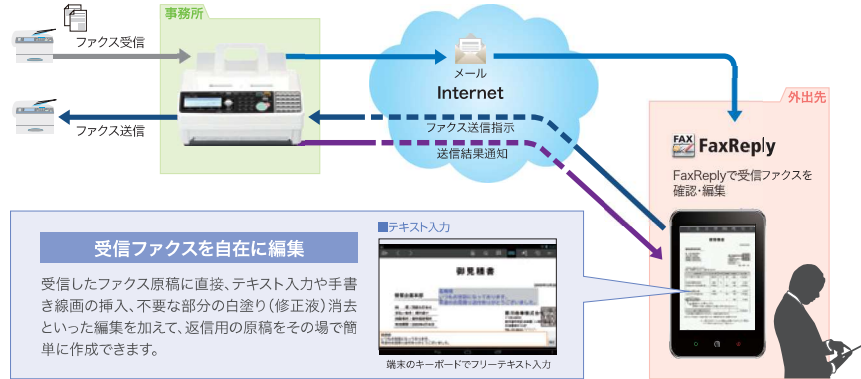 事務所
ファクス受信
メール
Internet
外出先
ファクス送信
ファクス送信指示
送信結果通知
FAX
FaxReply
FaxReplyで受信ファクスを
確認・編集
受信ファクスを自在に編集
受信したファクス原稿に直接、テキスト入力や手書
き線画の挿入、不要な部分の白塗り(修正液)消去
といった編集を加えて、返信用の原稿をその場で簡
単に作成できます。
■テキスト入力
御見積書
端末のキーボードでフリーテキスト入力